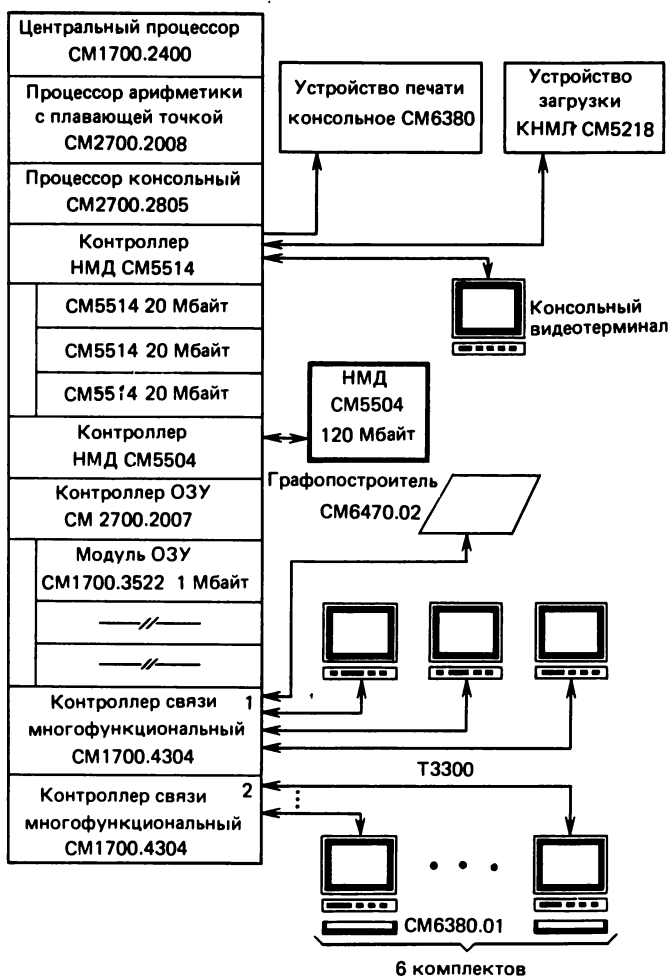 Центральный процессор
СМ1700.2400
Процессор арифметики
с плавающей точкой
СМ2700.2008
Процессор консольный
СМ2700.2805
Контроллер
НМД СМ5514
СМ5514 20 Мбайт
СМ5514 20 Мбайт
СМ5514 20 Мбайт
Контроллер
НМД СМ5504
Контроллер ОЗУ
СМ 2700.2007
Модуль ОЗУ
СМ1700.3522 1 Мбайт
—//—
—//—
Контроллер связи 1
многофункциональный
СМ1700.4304
Контроллер связи 2
многофункциональный
СМ1700.4304
Устройство печати
консольное СМ6380
Устройство
загрузки
КНМЛ СМ5218
Консольный
видеотерминал
НМД
СМ5504
120 Мбайт
Графопостроитель
СМ6470.02
Т3300
СМ6380.01
6 комплектов